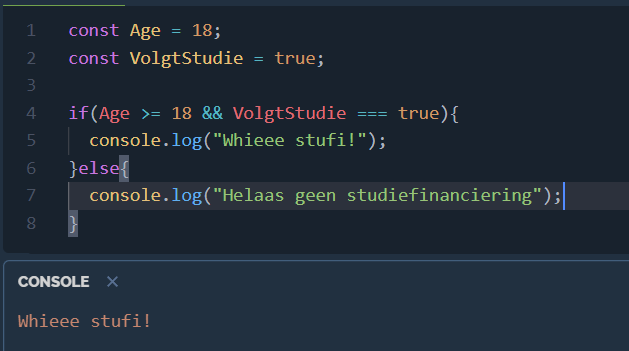 1 const Age = 18;
2 const VolgtStudie = true;
3
4 if(Age >= 18 && VolgtStudie === true){
5 console.log("Whieee stufi!");
6 }else{
7 console.log("Helaas geen studiefinanciering");
8 }
CONSOLE ×
Whieee stufi!